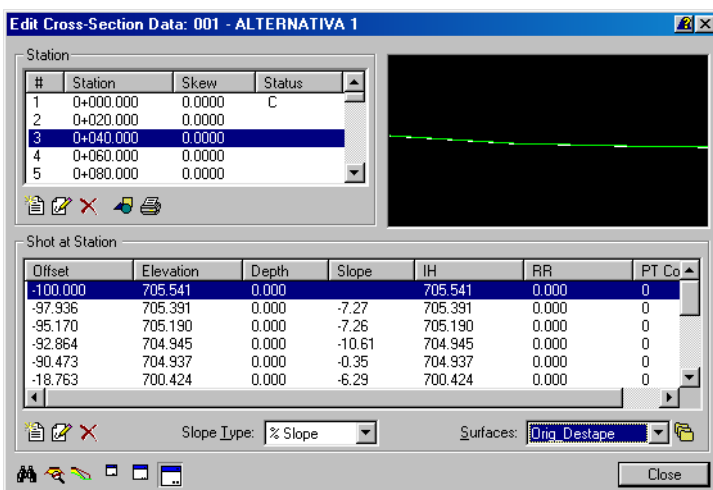 Edit Cross-Section Data: 001 - ALTERNATIVA 1
Station
# Station Skew Status
1 0+000.000 0.0000 C
2 0+020.000 0.0000
3 0+040.000 0.0000
4 0+060.000 0.0000
5 0+080.000 0.0000
Shot at Station
Offset Elevation Depth Slope IH RR PT Co
-100.000 705.541 0.000 705.541 0.000 0
-97.936 705.391 0.000 -7.27 705.391 0.000 0
-95.170 705.190 0.000 -7.26 705.190 0.000 0
-92.864 704.945 0.000 -10.61 704.945 0.000 0
-90.473 704.937 0.000 -0.35 704.937 0.000 0
-18.763 700.424 0.000 -6.29 700.424 0.000 0
Slope Type: % Slope Surfaces: Orig_Destape
Close